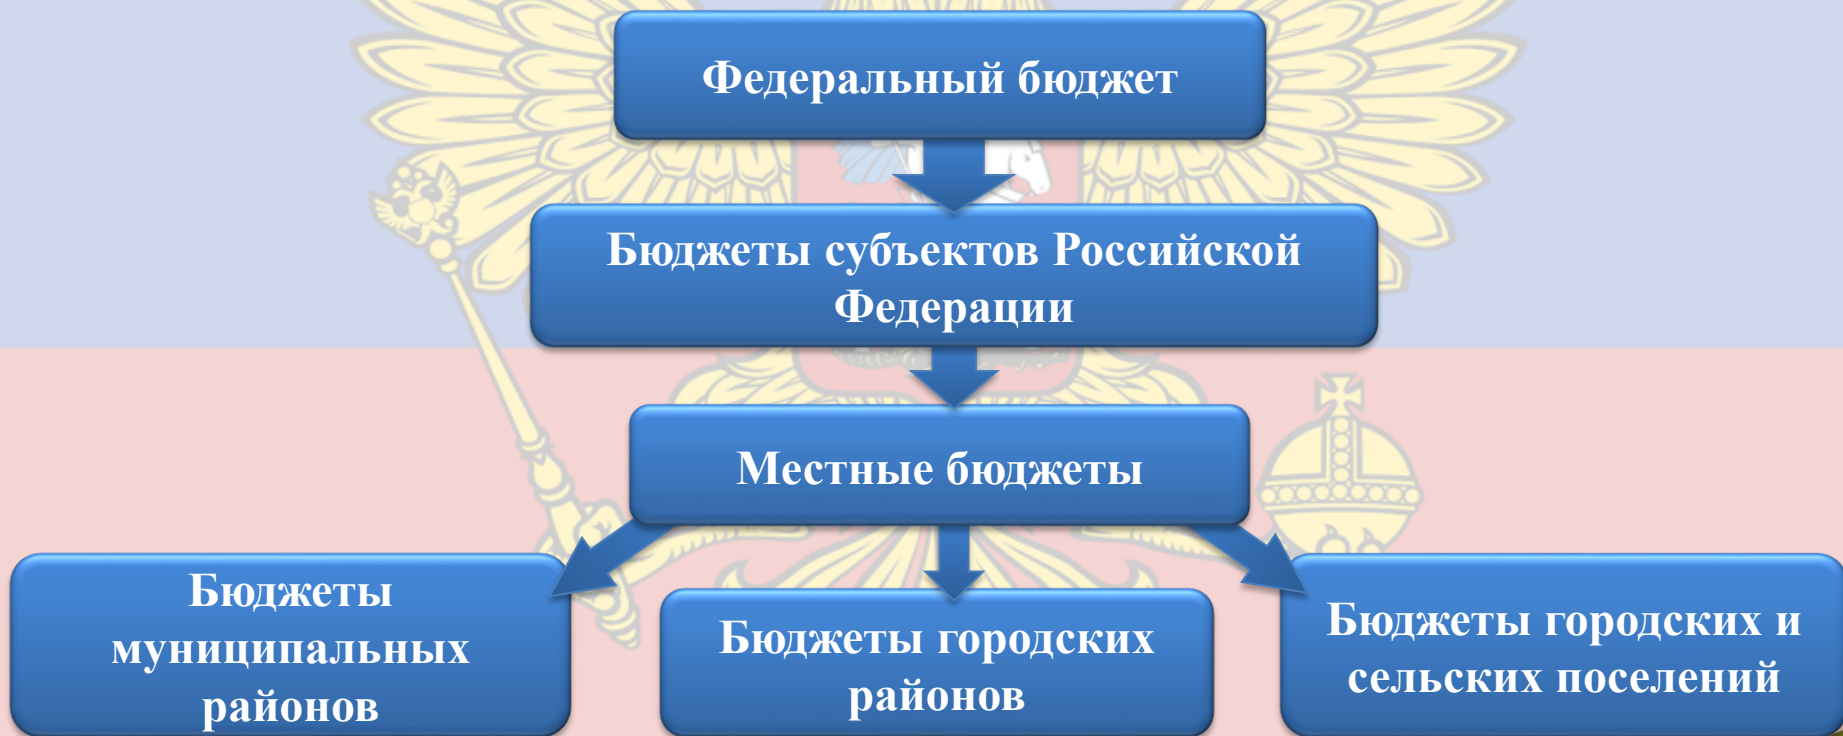 Федеральный бюджет
Бюджеты субъектов Российской
Федерации
Местные бюджеты
Бюджеты
муниципальных
районов
Бюджеты городских
районов
Бюджеты городских и
сельских поселений